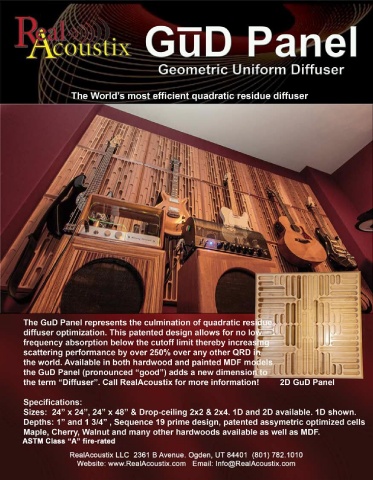 Real
Acoustix
GūD Panel
Geometric Uniform Diffuser
The World's most efficient quadratic residue diffuser
The GuD Panel represents the culmination of quadratic residue
diffuser optimization. This patented design allows for no low
frequency absorption below the cutoff limit thereby increasing
scattering performance by over 250% over any other QRD in
the world. Available in both hardwood and painted MDF models
the GuD Panel (pronounced "good") adds a new dimension to
the term "Diffuser". Call RealAcoustix for more information!
2D GuD Panel
Specifications:
Sizes: 24" x 24", 24" x 48" & Drop-ceiling 2x2 & 2x4. 1D and 2D available. 1D shown.
Depths: 1" and 1 3/4" , Sequence 19 prime design, patented assymetric optimized cells
Maple, Cherry, Walnut and many other hardwoods available as well as MDF.
ASTM Class "A" fire-rated
RealAcoustix LLC 2361 B Avenue. Ogden, UT 84401 (801) 782.1010
Website: www.RealAcoustix.com Email: Info@RealAcoustix.com